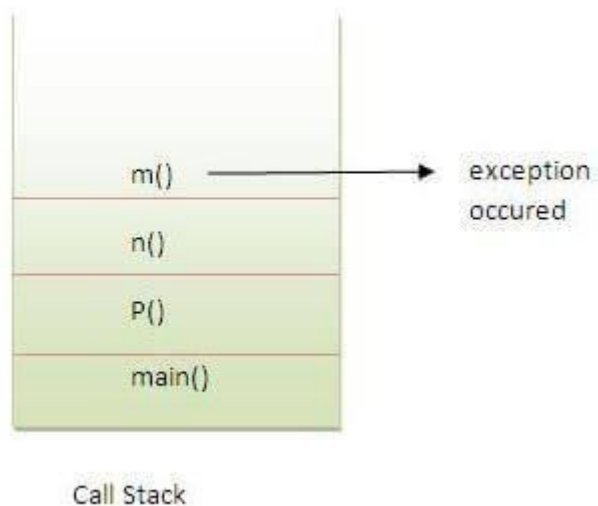 m()
exception
occured
n()
P()
main()
Call Stack